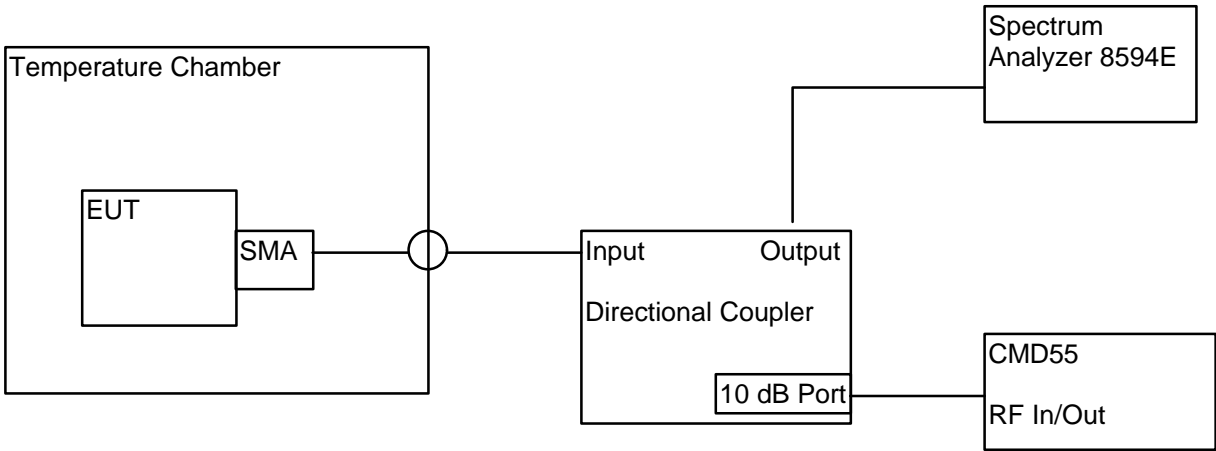 Temperature Chamber
EUT
SMA
Input
Output
Directional Coupler
10 dB Port
Spectrum
Analyzer 8594E
CMD55
RF In/Out